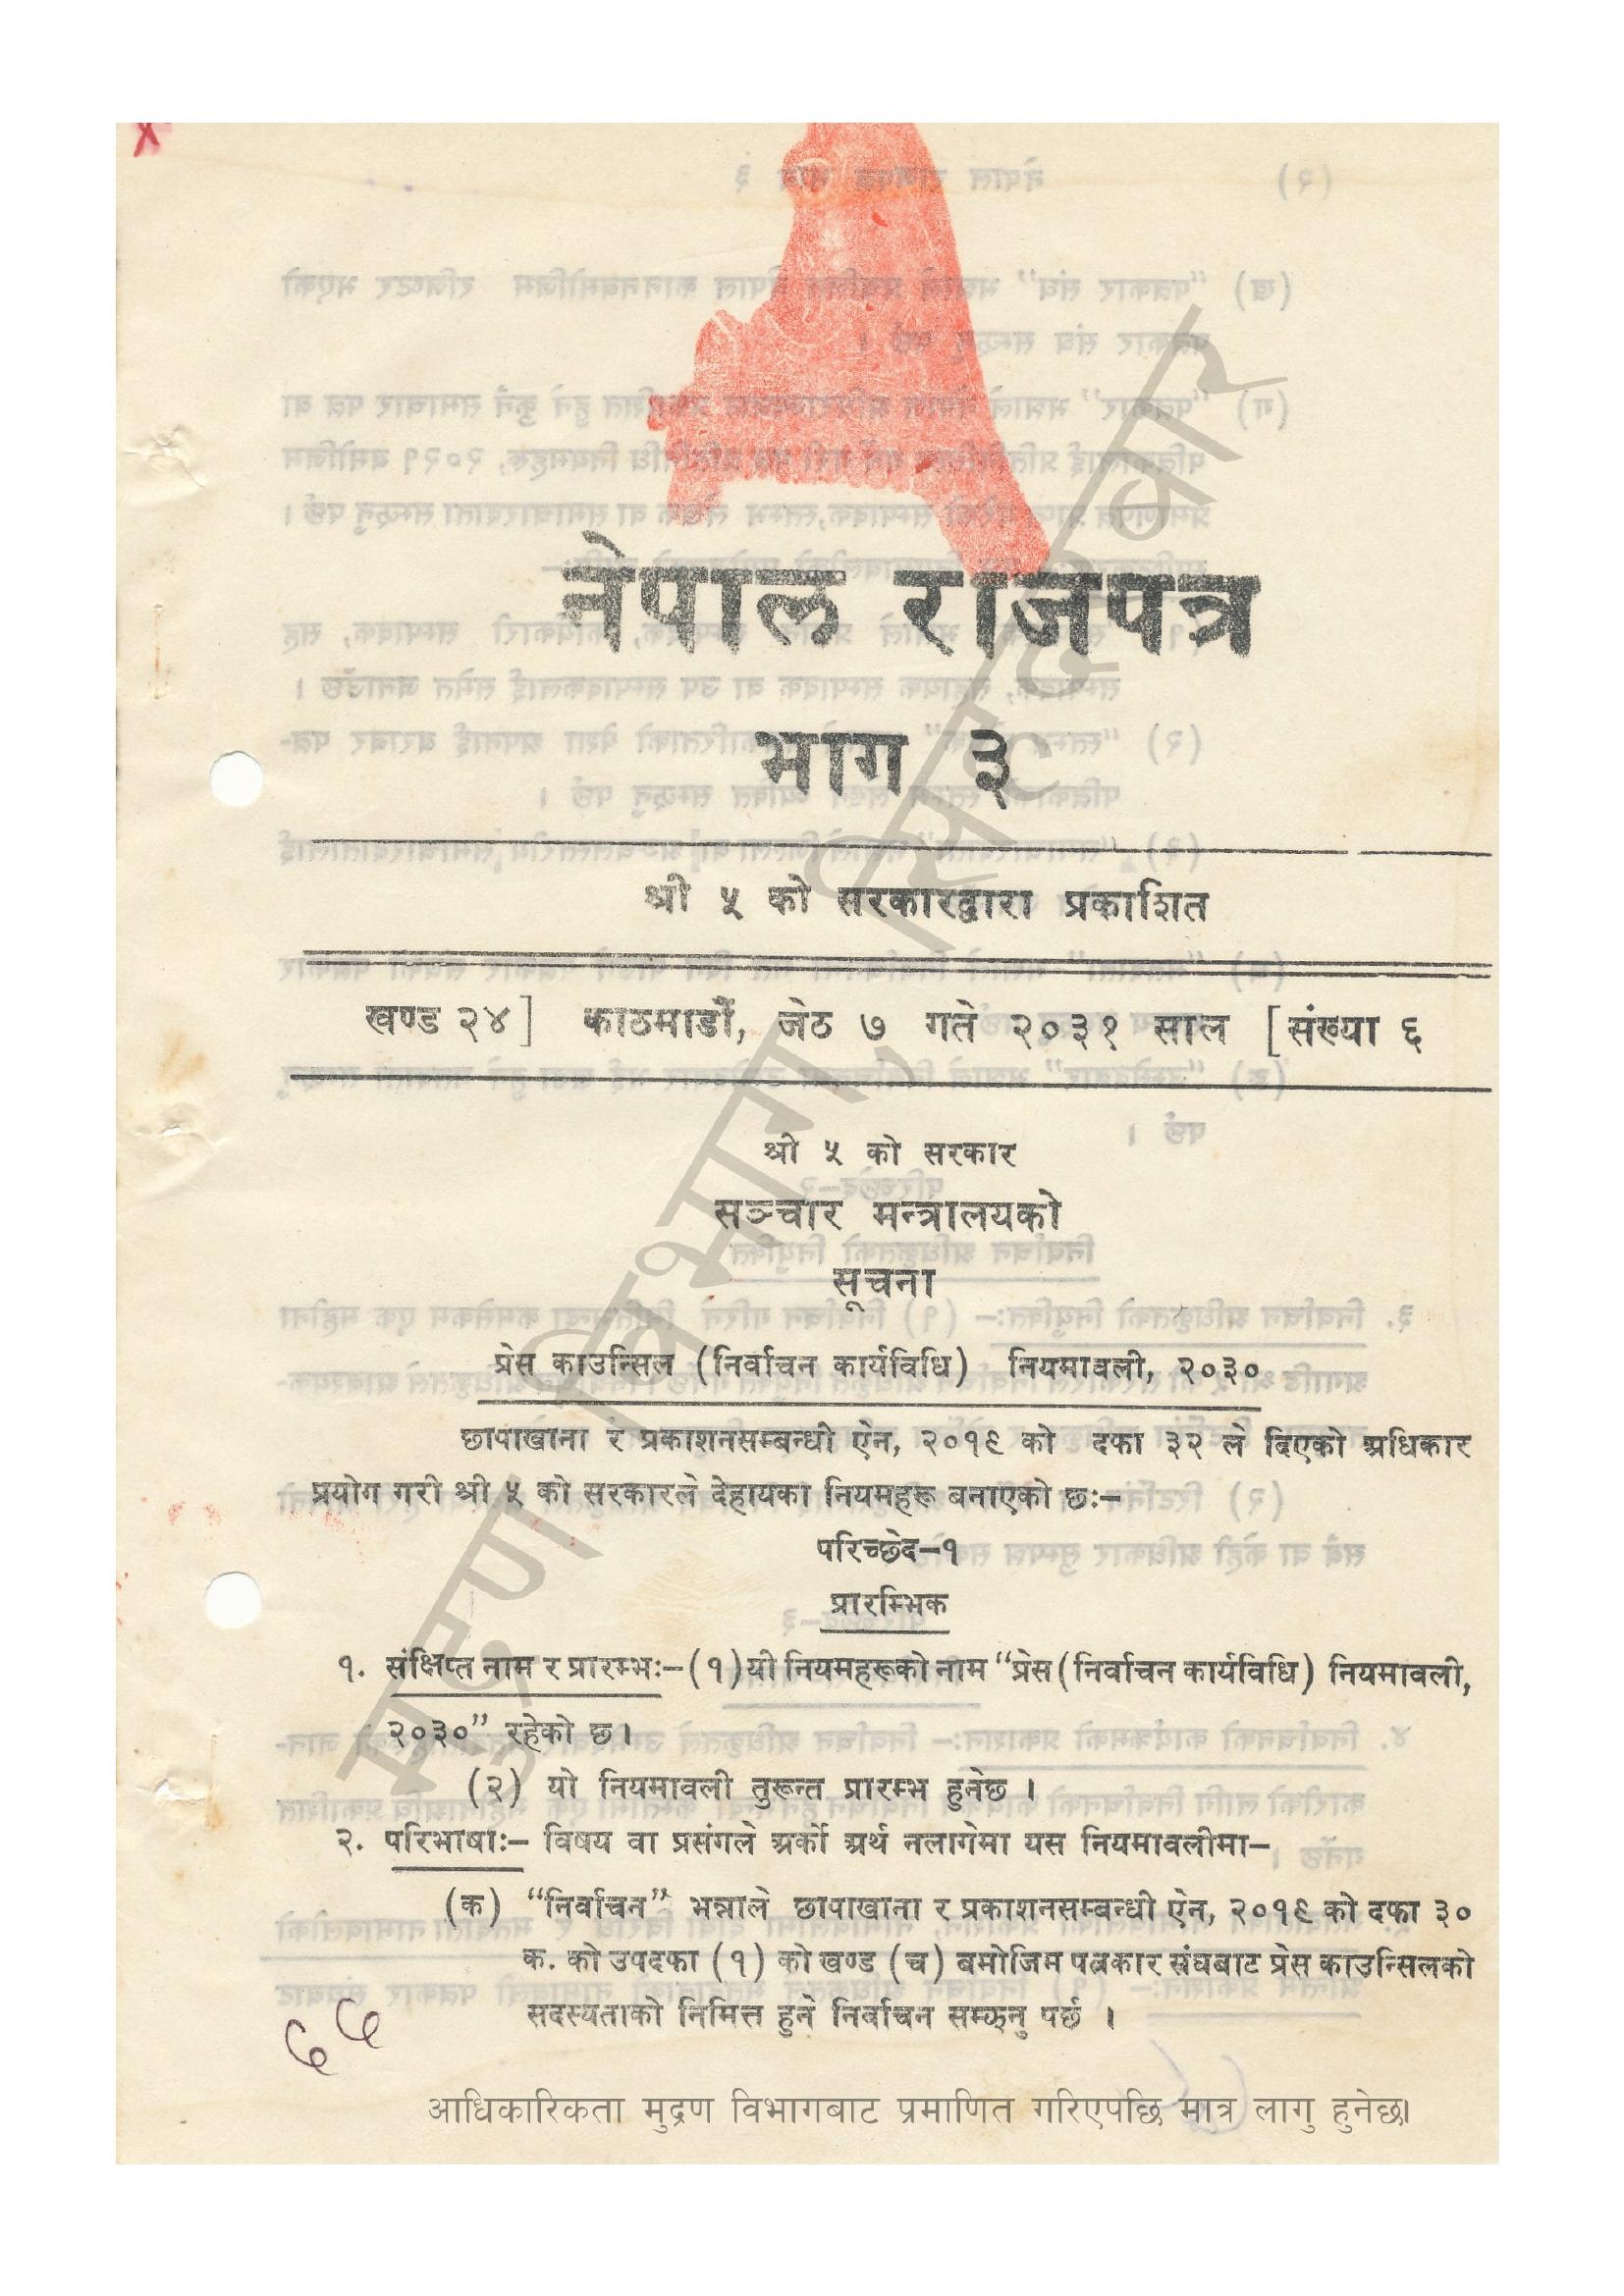 नेपाल राजपत्र
भाग ३
श्री ५ को सरकारद्वारा प्रकाशित
खण्ड २४] काठमाडौं, जेठ ७ गते २०३१ साल [संख्या ६
श्री ५ को सरकार
सञ्चार मन्त्रालयको
सूचना
प्रेस काउन्सिल (निर्वाचन कार्यविधि) नियमावली, २०३०
छापाखाना र प्रकाशनसम्बन्धी ऐन, २०१९ को दफा ३२ ले दिएको अधिकार
प्रयोग गरी श्री ५ को सरकारले देहायका नियमहरू बनाएको छः–
परिच्छेद–१
प्रारम्भिक
१. संक्षिप्त नाम र प्रारम्भः– (१) यी नियमहरूको नाम “प्रेस (निर्वाचन कार्यविधि) नियमावली,
२०३०” रहेको छ।
(२) यो नियमावली तुरून्त प्रारम्भ हुनेछ ।
२. परिभाषाः– विषय वा प्रसंगले अर्को अर्थ नलागेमा यस नियमावलीमा–
(क) “निर्वाचन” भन्नाले छापाखाना र प्रकाशनसम्बन्धी ऐन, २०१९ को दफा ३०
क. को उपदफा (१) को खण्ड (च) बमोजिम पत्रकार संघबाट प्रेस काउन्सिलको
सदस्यताको निमित्त हुने निर्वाचन सम्झनु पर्छ ।
७५
आधिकारिकता मुद्रण विभागबाट प्रमाणित गरिएपछि मात्र लागु हुनेछ।
मुद्रण विभाग, सिंहदरबार